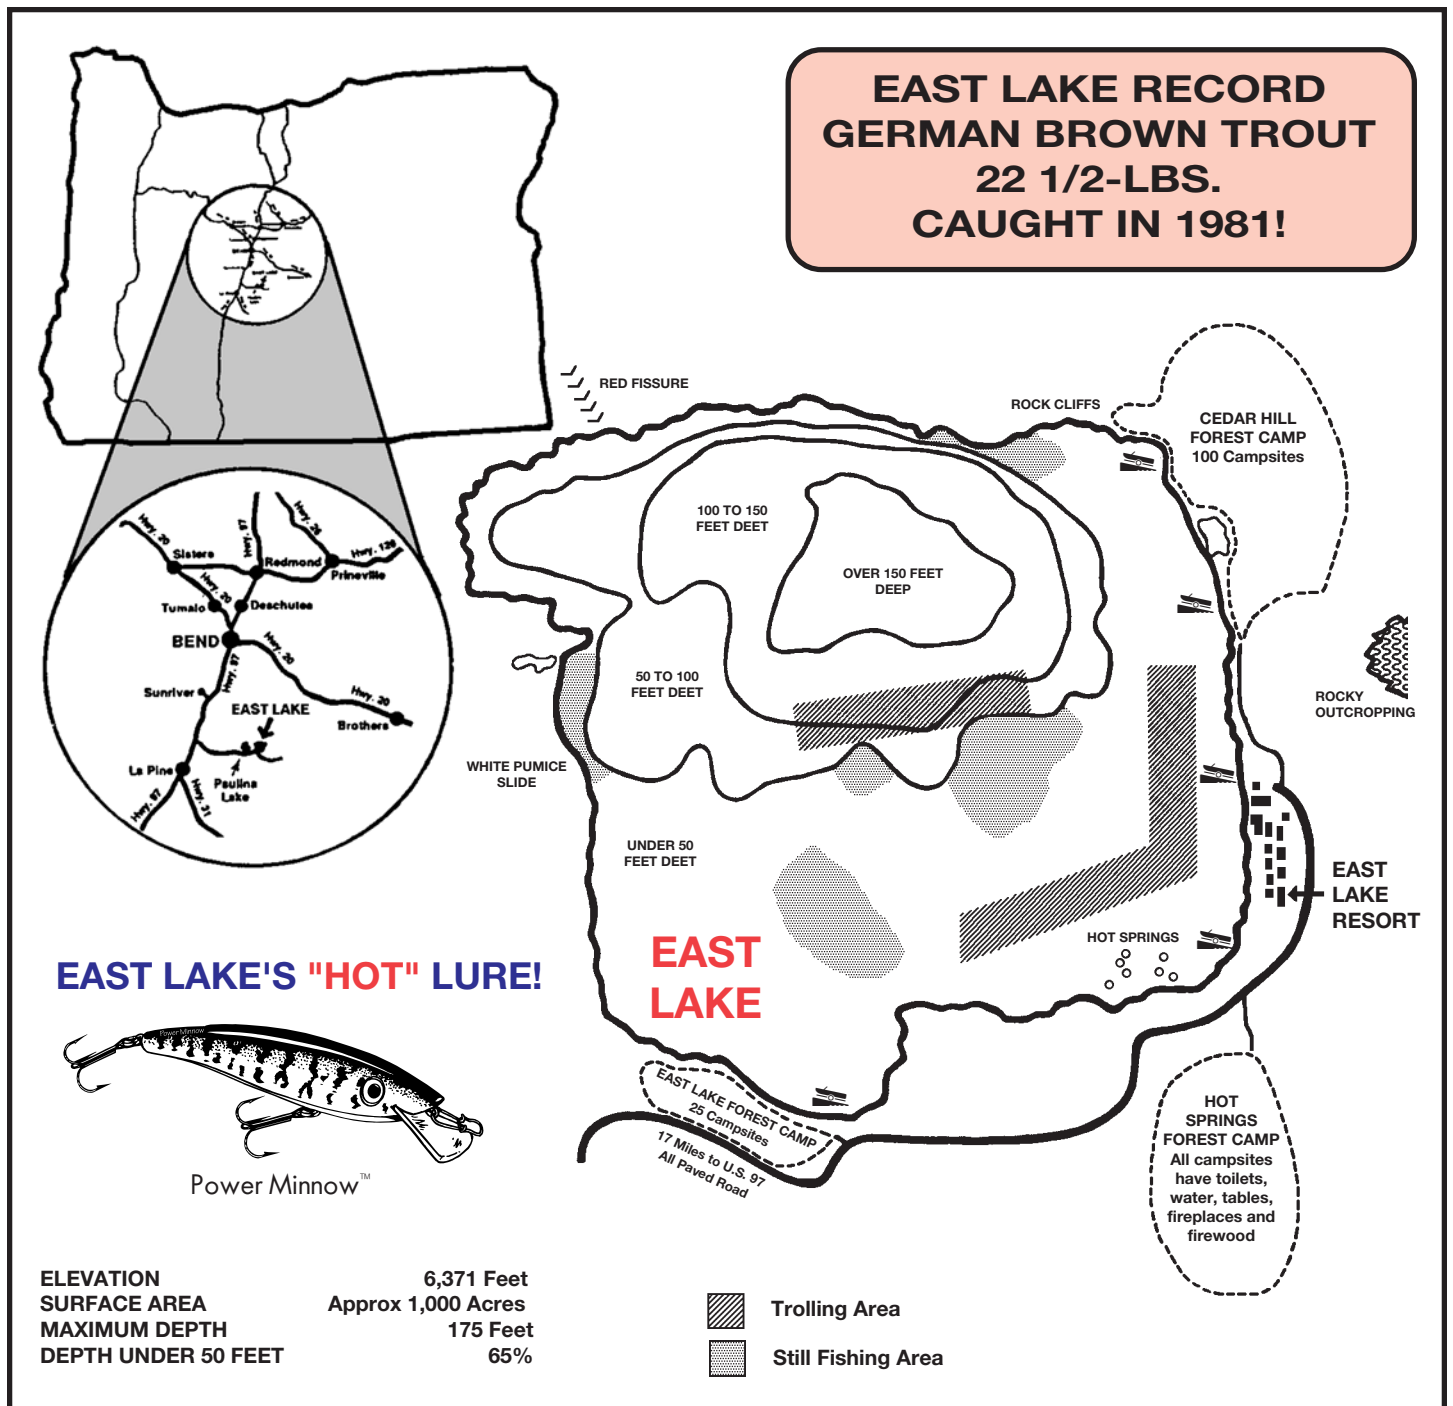 EAST LAKE RECORD
GERMAN BROWN TROUT
22 1/2-LBS.
CAUGHT IN 1981!
RED FISSURE
ROCK CLIFFS
CEDAR HILL
FOREST CAMP
100 Campsites
100 TO 150
FEET DEET
OVER 150 FEET
DEEP
50 TO 100
FEET DEET
ROCKY
OUTCROPPING
WHITE PUMICE
SLIDE
UNDER 50
FEET DEET
EAST
LAKE
RESORT
HOT SPRINGS
EAST
LAKE
Hwy. 20
Hwy. 97
Hwy. 26
Hwy. 126
Sisters
Redmond
Prineville
Hwy. 20
Tumalo
Deschutes
BEND
Hwy. 20
Hwy. 97
Sunriver
EAST LAKE
Hwy. 20
Brothers
La Pine
Paulina
Lake
Hwy. 97
Hwy. 31
EAST LAKE'S "HOT" LURE!
Power Minnow
Power Minnow™
EAST LAKE FOREST CAMP
25 Campsites
17 Miles to U.S. 97
All Paved Road
HOT
SPRINGS
FOREST CAMP
All campsites
have toilets,
water, tables,
fireplaces and
firewood
ELEVATION 6,371 Feet
SURFACE AREA Approx 1,000 Acres
MAXIMUM DEPTH 175 Feet
DEPTH UNDER 50 FEET 65%
Trolling Area
Still Fishing Area